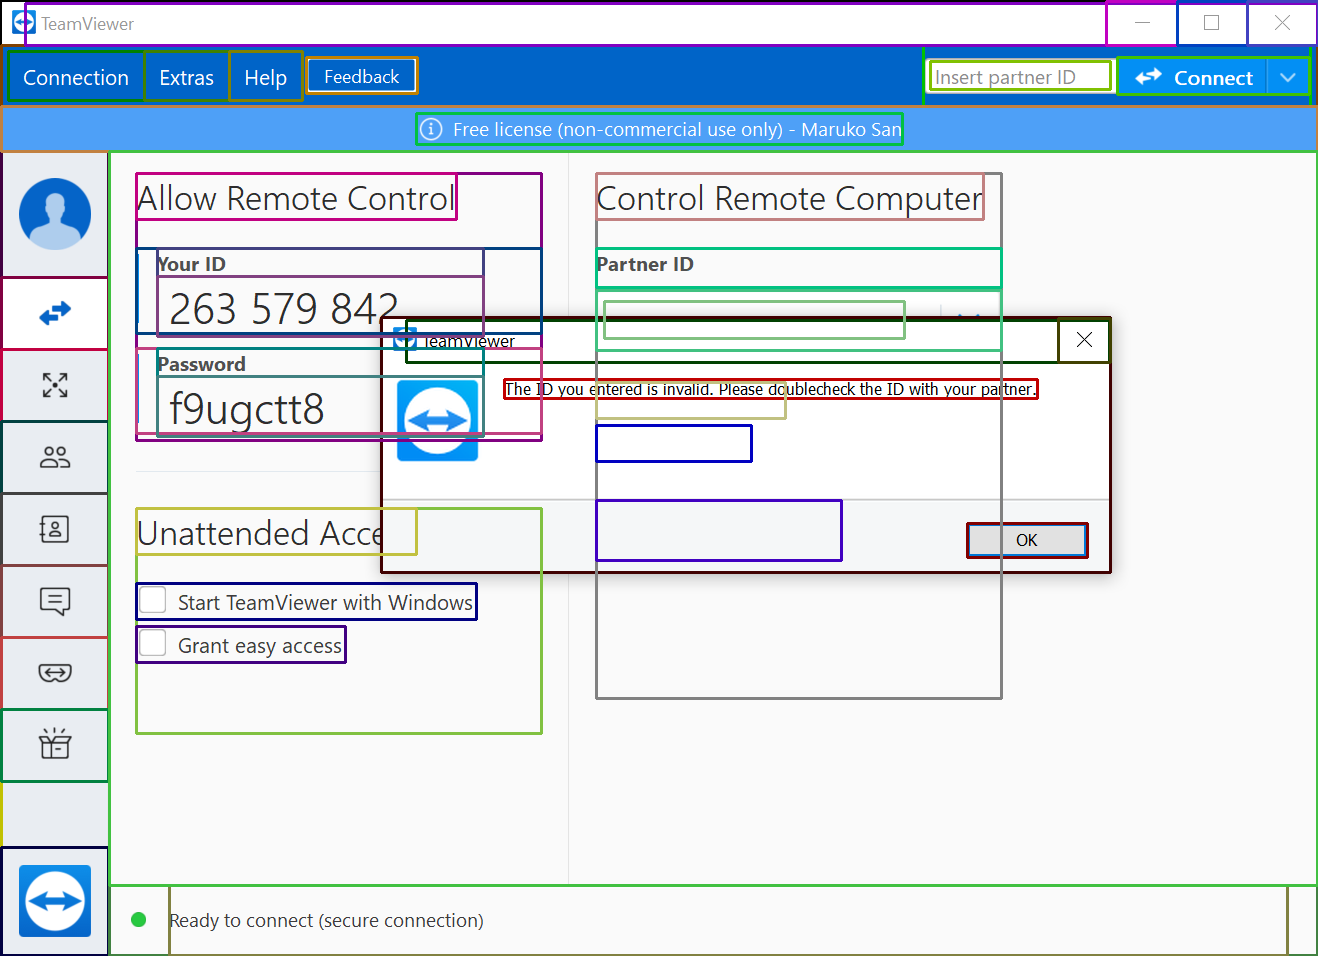 TeamViewer
Connection Extras Help Feedback
Insert partner ID
Connect
Free license (non-commercial use only) - Maruko San
Allow Remote Control
Your ID
263 579 842
Password
f9ugctt8
Control Remote Computer
Partner ID
TeamViewer
The ID you entered is invalid. Please doublecheck the ID with your partner.
OK
Unattended Acce
Start TeamViewer with Windows
Grant easy access
Ready to connect (secure connection)